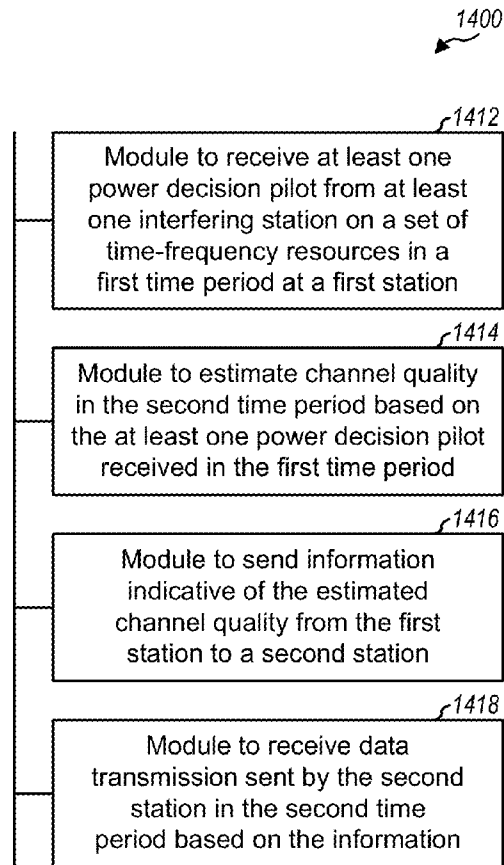 1400
1412
Module to receive at least one
power decision pilot from at least
one interfering station on a set of
time-frequency resources in a
first time period at a first station
1414
Module to estimate channel quality
in the second time period based on
the at least one power decision pilot
received in the first time period
1416
Module to send information
indicative of the estimated
channel quality from the first
station to a second station
1418
Module to receive data
transmission sent by the second
station in the second time
period based on the information